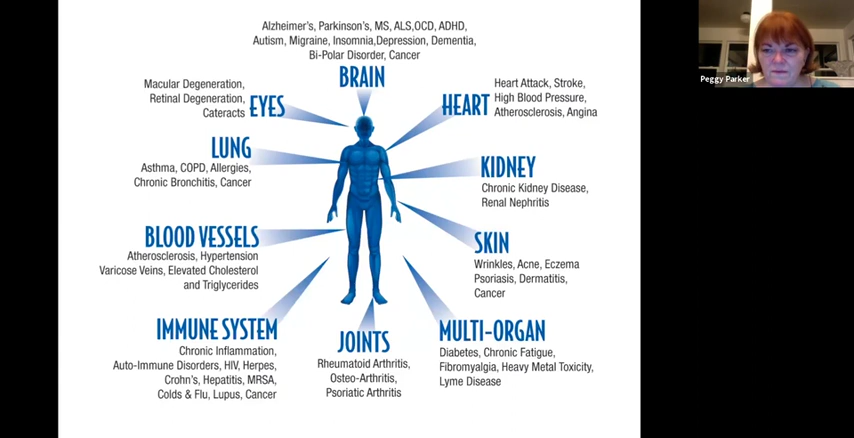 Alzheimer's, Parkinson's, MS, ALS,OCD, ADHD,
Autism, Migraine, Insomnia,Depression, Dementia,
Bi-Polar Disorder, Cancer
BRAIN
Macular Degeneration,
Retinal Degeneration,
Cateracts
EYES
HEART
Heart Attack, Stroke,
High Blood Pressure,
Atherosclerosis, Angina
LUNG
Asthma, COPD, Allergies,
Chronic Bronchitis, Cancer
KIDNEY
Chronic Kidney Disease,
Renal Nephritis
BLOOD VESSELS
Atherosclerosis, Hypertension
Varicose Veins, Elevated Cholesterol
and Triglycerides
SKIN
Wrinkles, Acne, Eczema
Psoriasis, Dermatitis,
Cancer
IMMUNE SYSTEM
Chronic Inflammation,
Auto-Immune Disorders, HIV, Herpes,
Crohn's, Hepatitis, MRSA,
Colds & Flu, Lupus, Cancer
JOINTS
Rheumatoid Arthritis,
Osteo-Arthritis,
Psoriatic Arthritis
MULTI-ORGAN
Diabetes, Chronic Fatigue,
Fibromyalgia, Heavy Metal Toxicity,
Lyme Disease
Peggy Parker